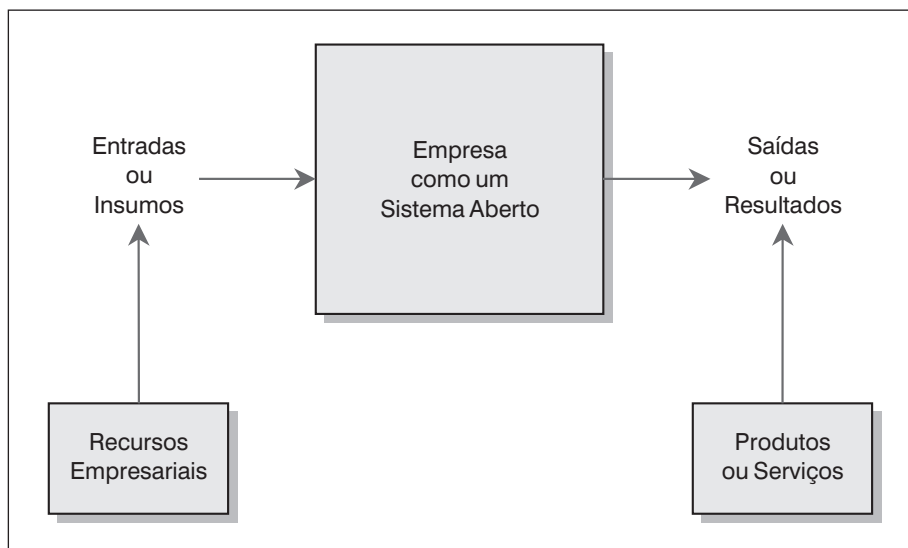 Entradas
ou
Insumos
Empresa
como um
Sistema Aberto
Saídas
ou
Resultados
Recursos
Empresariais
Produtos
ou Serviços